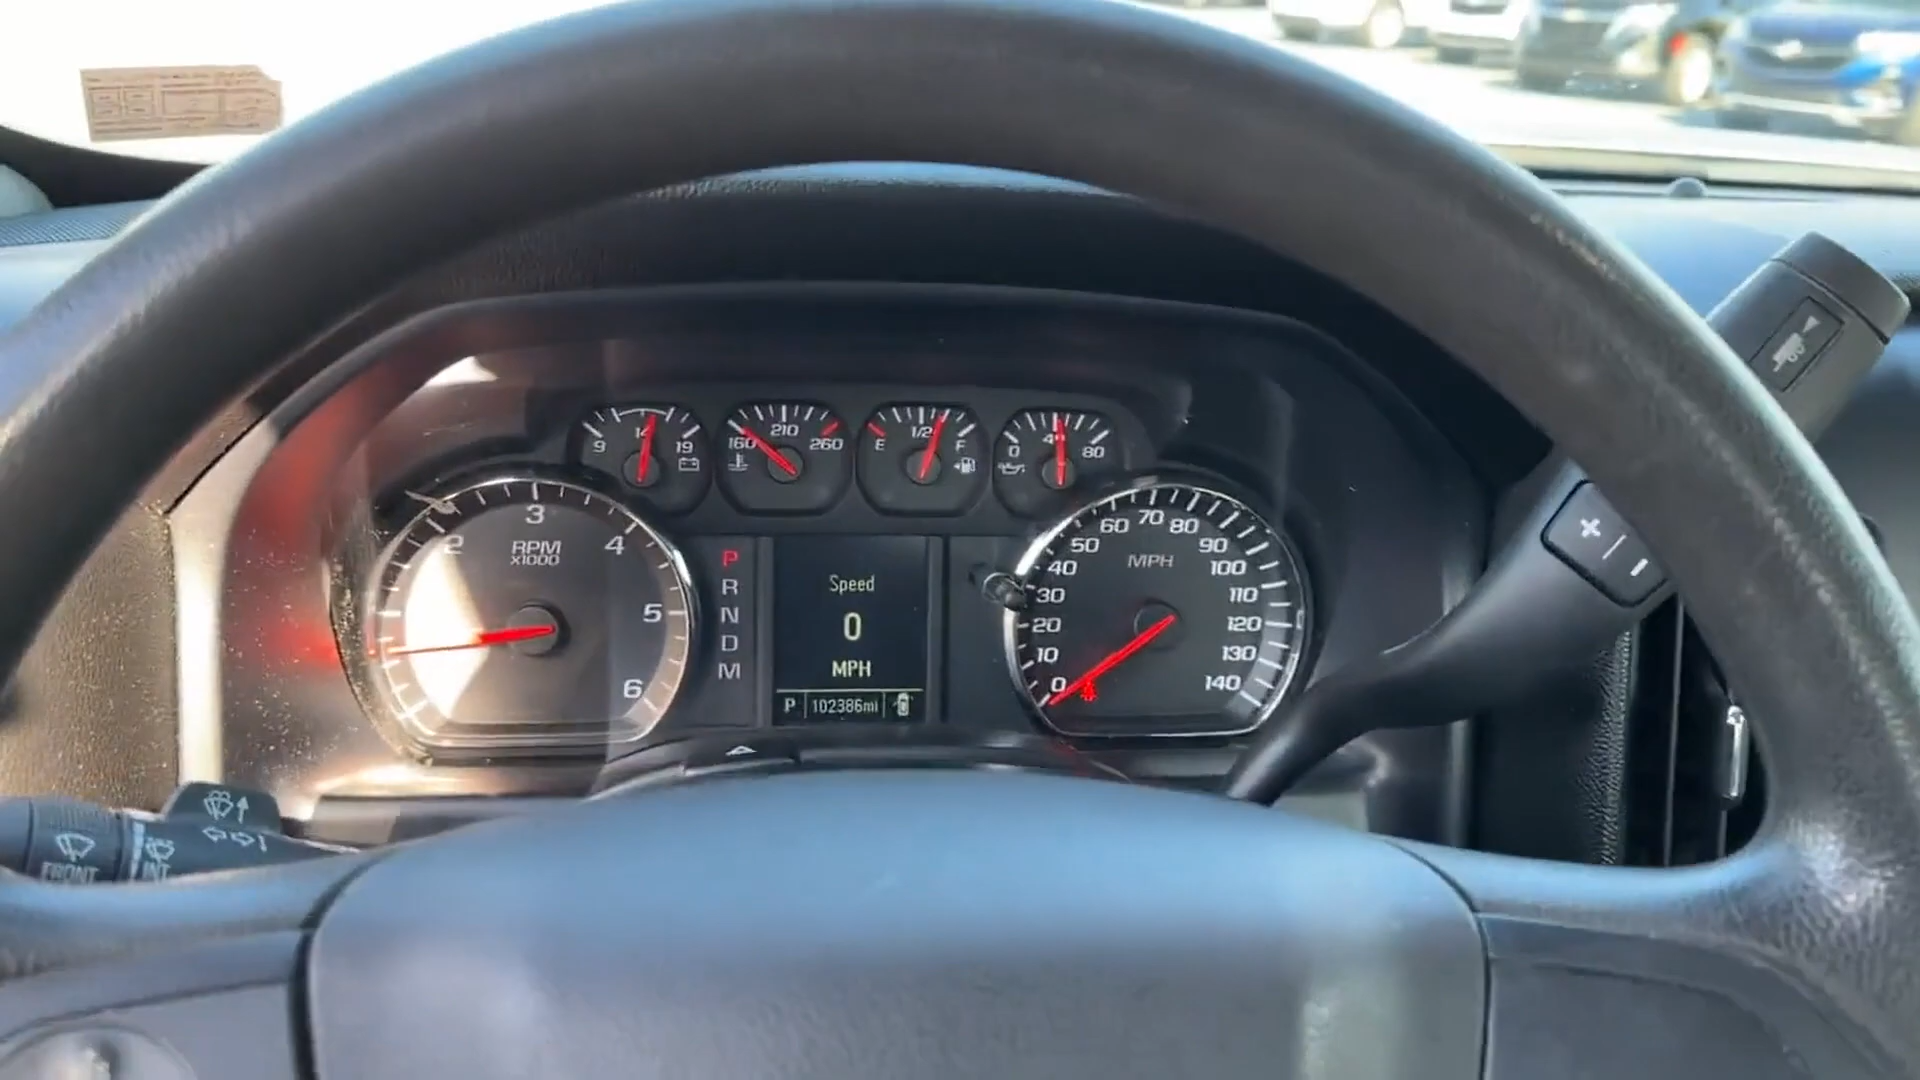 9 14 19
160 210 260
E 1/2 F
0 40 80
2 3 4 5 6
RPM
x1000
P
R
N
D
M
Speed
0
MPH
P 102386mi
0 10 20 30 40 50 60 70 80 90 100 110 120 130 140
MPH
+ -
FRONT
INT